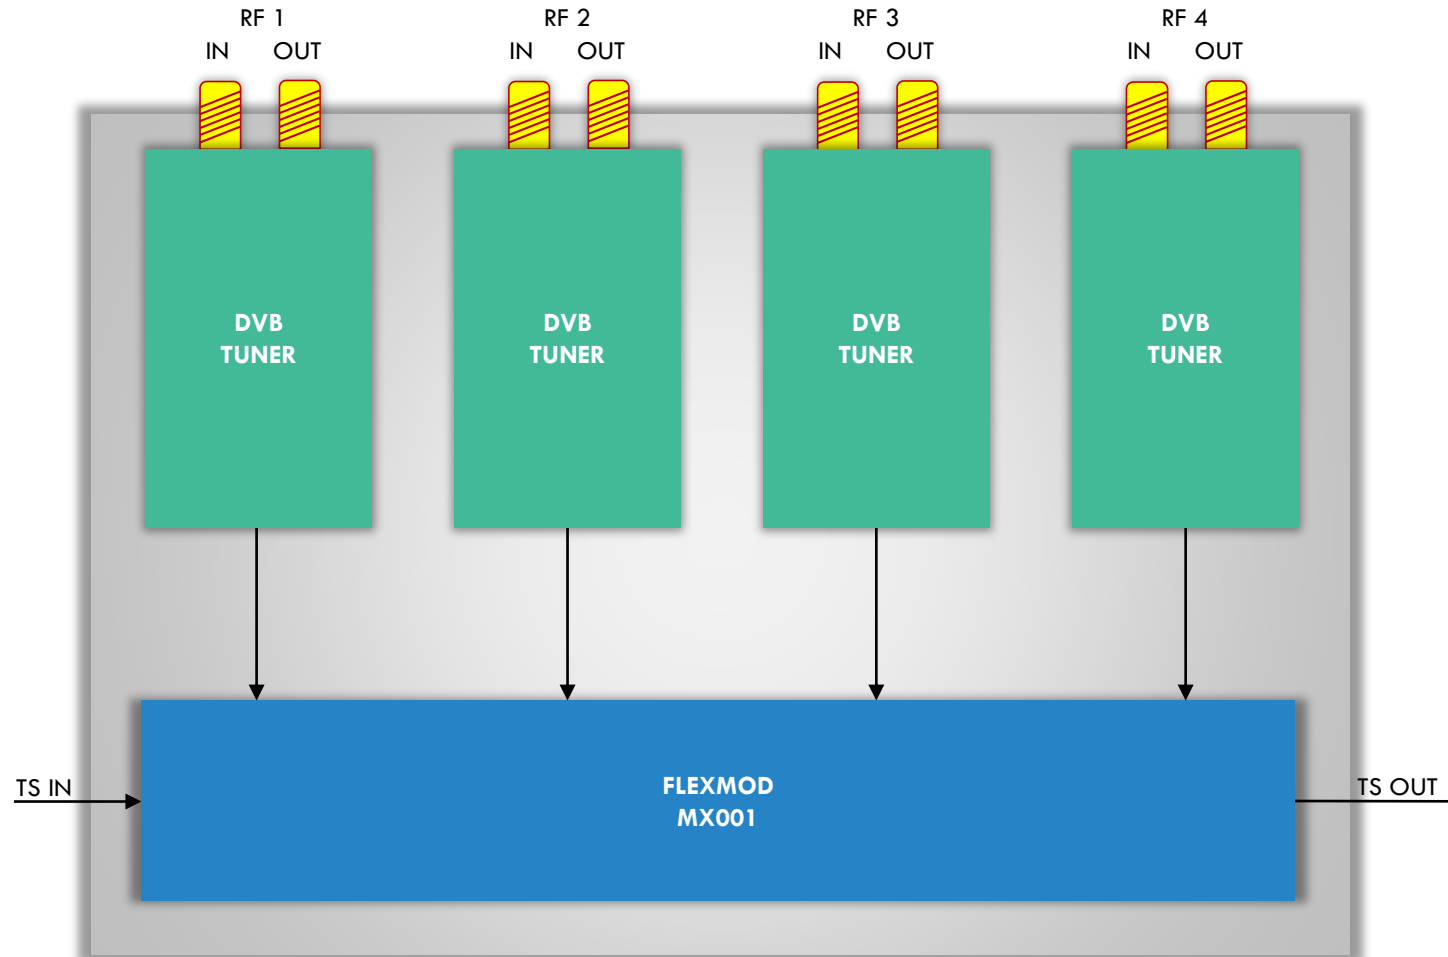 RF 1
IN OUT
RF 2
IN OUT
RF 3
IN OUT
RF 4
IN OUT
DVB
TUNER
DVB
TUNER
DVB
TUNER
DVB
TUNER
TS IN
FLEXMOD
MX001
TS OUT